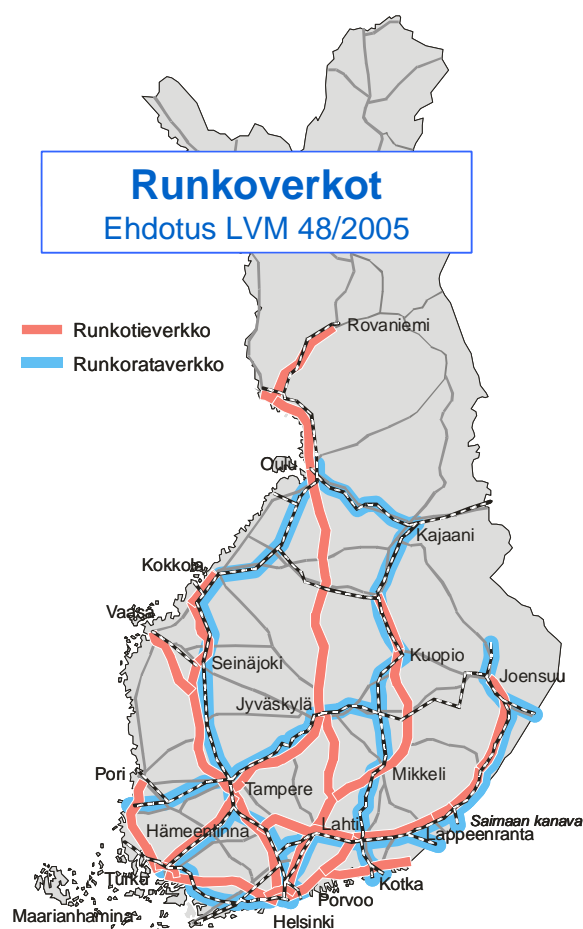 Runkoverkot
Ehdotus LVM 48/2005
Rovaniemi
Runkotieverkko
Runkorataverkko
Oulu
Kajaani
Kokkola
Vaasa
Seinäjoki
Kuopio
Joensuu
Jyväskylä
Pori
Tampere
Mikkeli
Saimaan kanava
Hämeenlinna
Lahti
Lappeenranta
Turku
Kotka
Porvoo
Maarianhamina
Helsinki